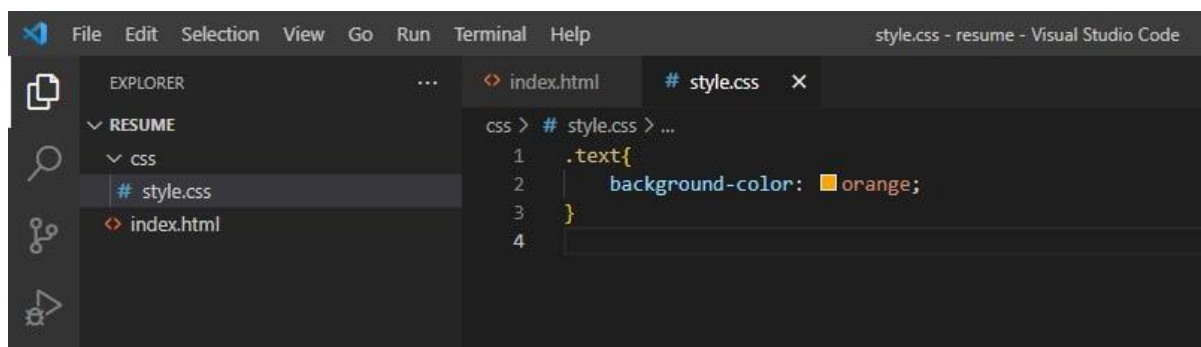 File Edit Selection View Go Run Terminal Help style.css - resume - Visual Studio Code
EXPLORER ...
index.html # style.css ×
RESUME
css
# style.css
index.html
css > # style.css > ...
1 .text{
2 background-color: orange;
3 }
4